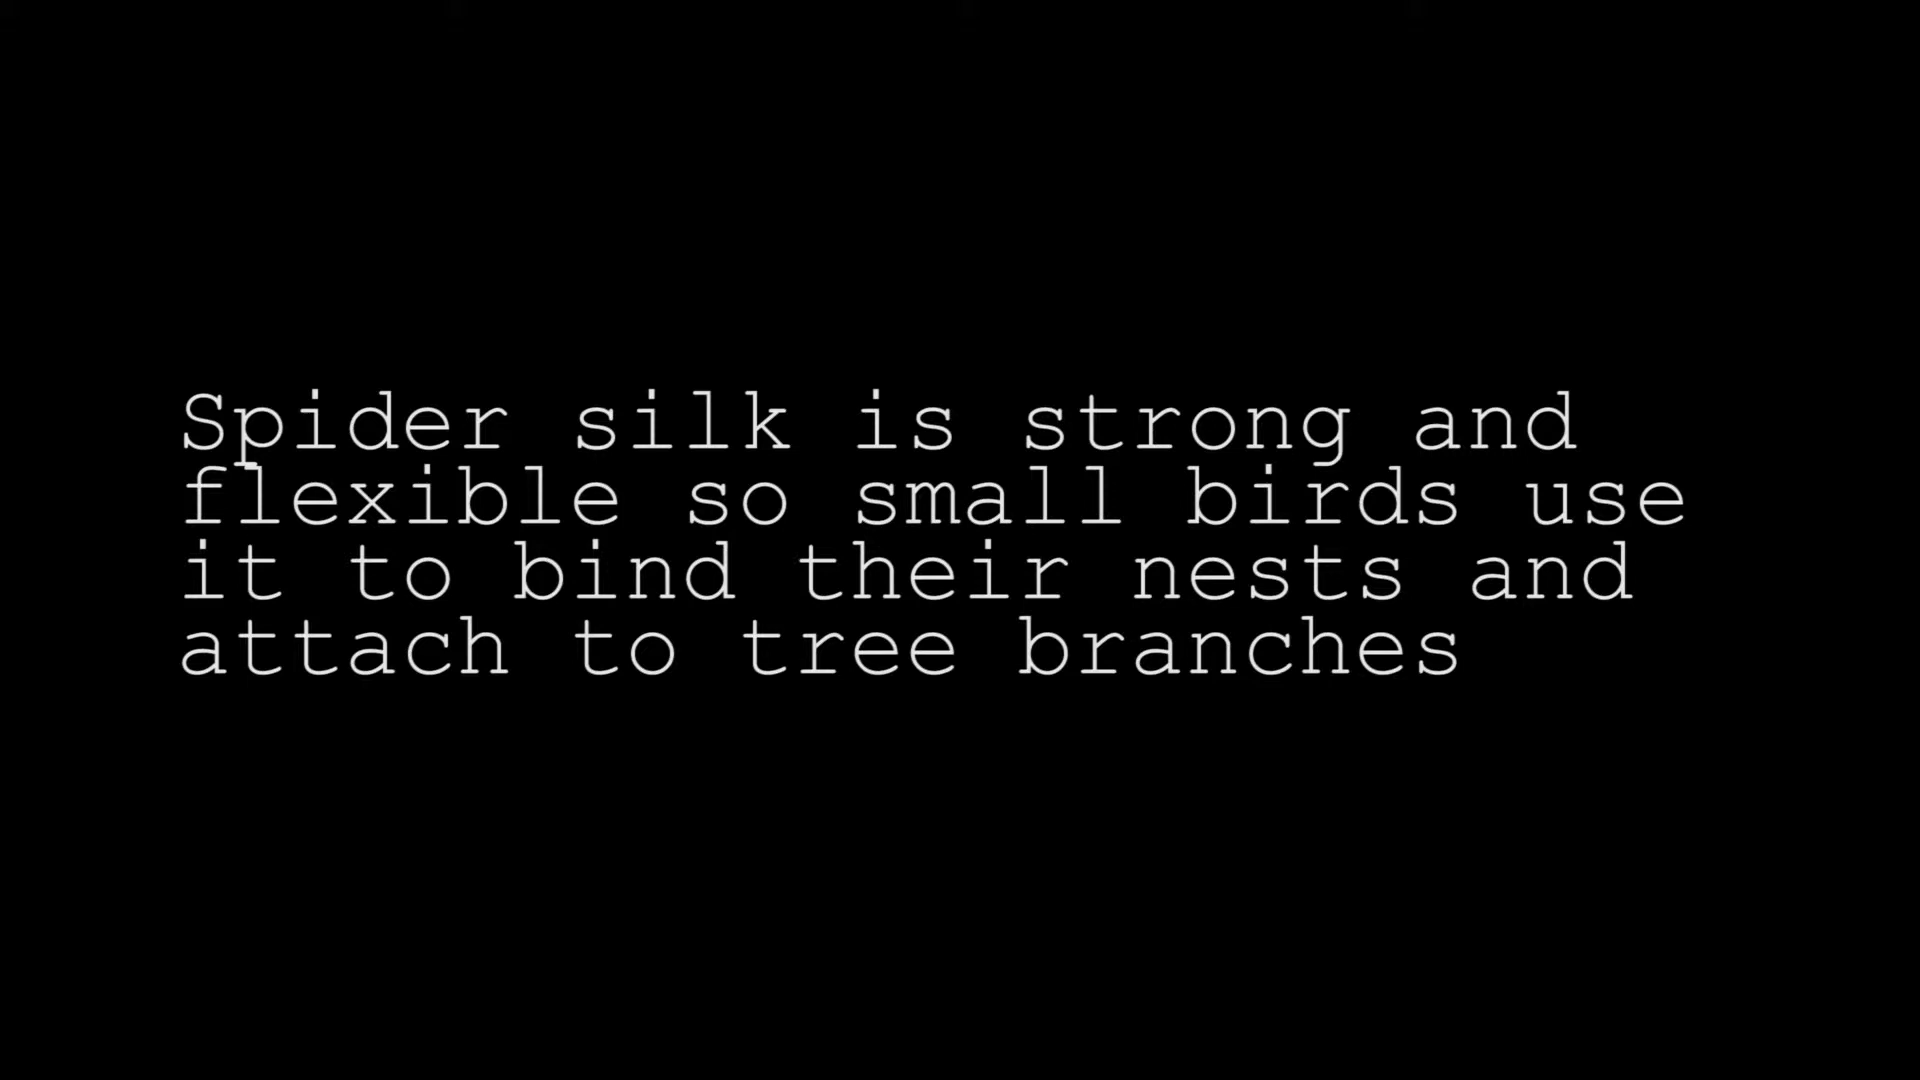 Spider silk is strong and
flexible so small birds use
it to bind their nests and
attach to tree branches